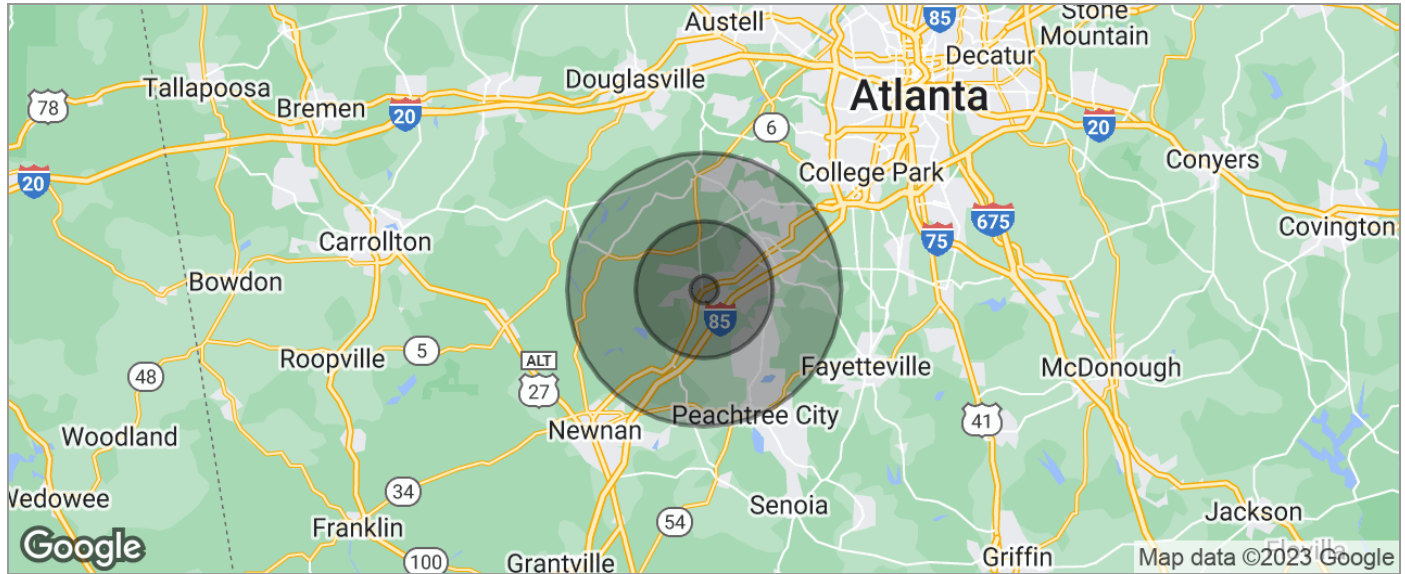 Austell
85
Stone
Mountain
Decatur
Douglasville
Tallapoosa
78
Bremen
20
Atlanta
6
20
Conyers
20
College Park
675
75
Covington
Carrollton
Bowdon
85
Roopville
5
ALT
27
48
Fayetteville
McDonough
Peachtree City
41
Newnan
Woodland
34
Wedowee
Franklin
54
Senoia
Jackson
100
Grantville
Griffin
Flovilla
Google
Map data ©2023 Google